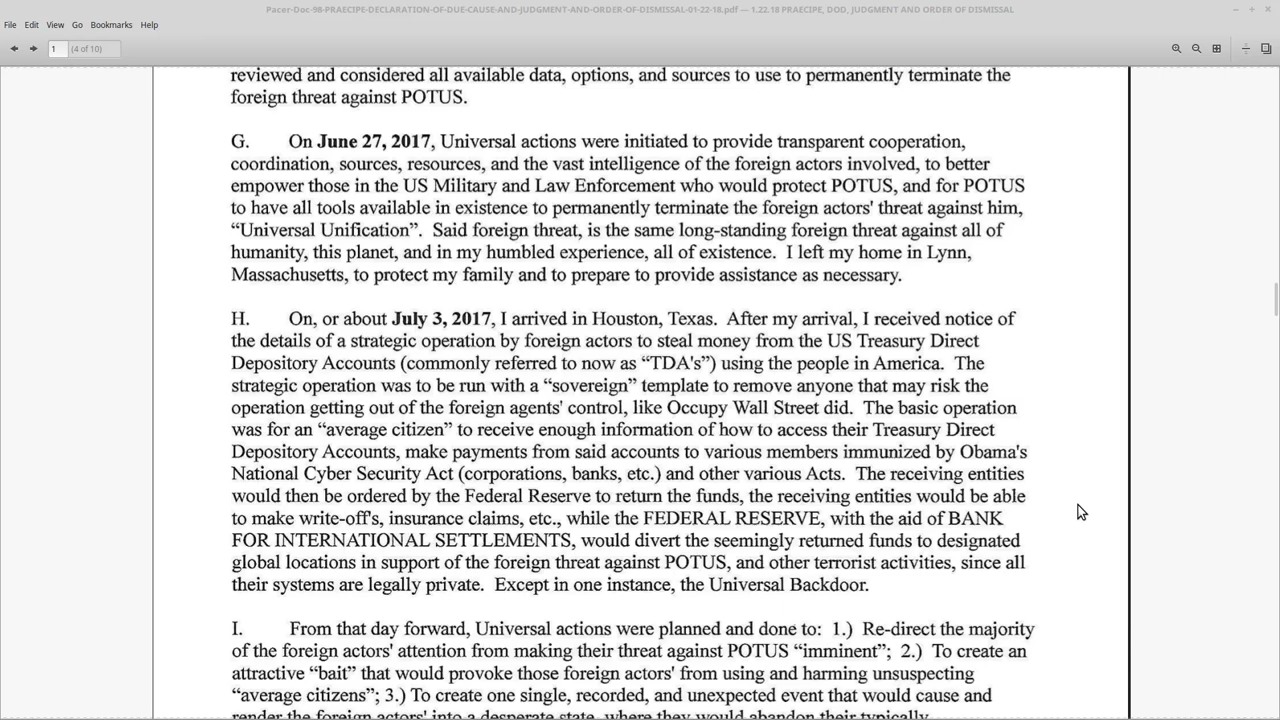 Pacer-Doc-98-PRAECIPE-DECLARATION-OF-DUE-CAUSE-AND-JUDGMENT-AND-ORDER-OF-DISMISSAL-01-22-18.pdf — 1.22.18 PRAECIPE, DOD, JUDGMENT AND ORDER OF DISMISSAL
File Edit View Go Bookmarks Help
1 (4 of 10)
reviewed and considered all available data, options, and sources to use to permanently terminate the
foreign threat against POTUS.
G. On June 27, 2017, Universal actions were initiated to provide transparent cooperation,
coordination, sources, resources, and the vast intelligence of the foreign actors involved, to better
empower those in the US Military and Law Enforcement who would protect POTUS, and for POTUS
to have all tools available in existence to permanently terminate the foreign actors' threat against him,
“Universal Unification”. Said foreign threat, is the same long-standing foreign threat against all of
humanity, this planet, and in my humbled experience, all of existence. I left my home in Lynn,
Massachusetts, to protect my family and to prepare to provide assistance as necessary.
H. On, or about July 3, 2017, I arrived in Houston, Texas. After my arrival, I received notice of
the details of a strategic operation by foreign actors to steal money from the US Treasury Direct
Depository Accounts (commonly referred to now as “TDA's”) using the people in America. The
strategic operation was to be run with a “sovereign” template to remove anyone that may risk the
operation getting out of the foreign agents' control, like Occupy Wall Street did. The basic operation
was for an “average citizen” to receive enough information of how to access their Treasury Direct
Depository Accounts, make payments from said accounts to various members immunized by Obama's
National Cyber Security Act (corporations, banks, etc.) and other various Acts. The receiving entities
would then be ordered by the Federal Reserve to return the funds, the receiving entities would be able
to make write-off's, insurance claims, etc., while the FEDERAL RESERVE, with the aid of BANK
FOR INTERNATIONAL SETTLEMENTS, would divert the seemingly returned funds to designated
global locations in support of the foreign threat against POTUS, and other terrorist activities, since all
their systems are legally private. Except in one instance, the Universal Backdoor.
I. From that day forward, Universal actions were planned and done to: 1.) Re-direct the majority
of the foreign actors' attention from making their threat against POTUS “imminent”; 2.) To create an
attractive “bait” that would provoke those foreign actors' from using and harming unsuspecting
“average citizens”; 3.) To create one single, recorded, and unexpected event that would cause and
render the foreign actors' into a desperate state, where they would abandon their typically